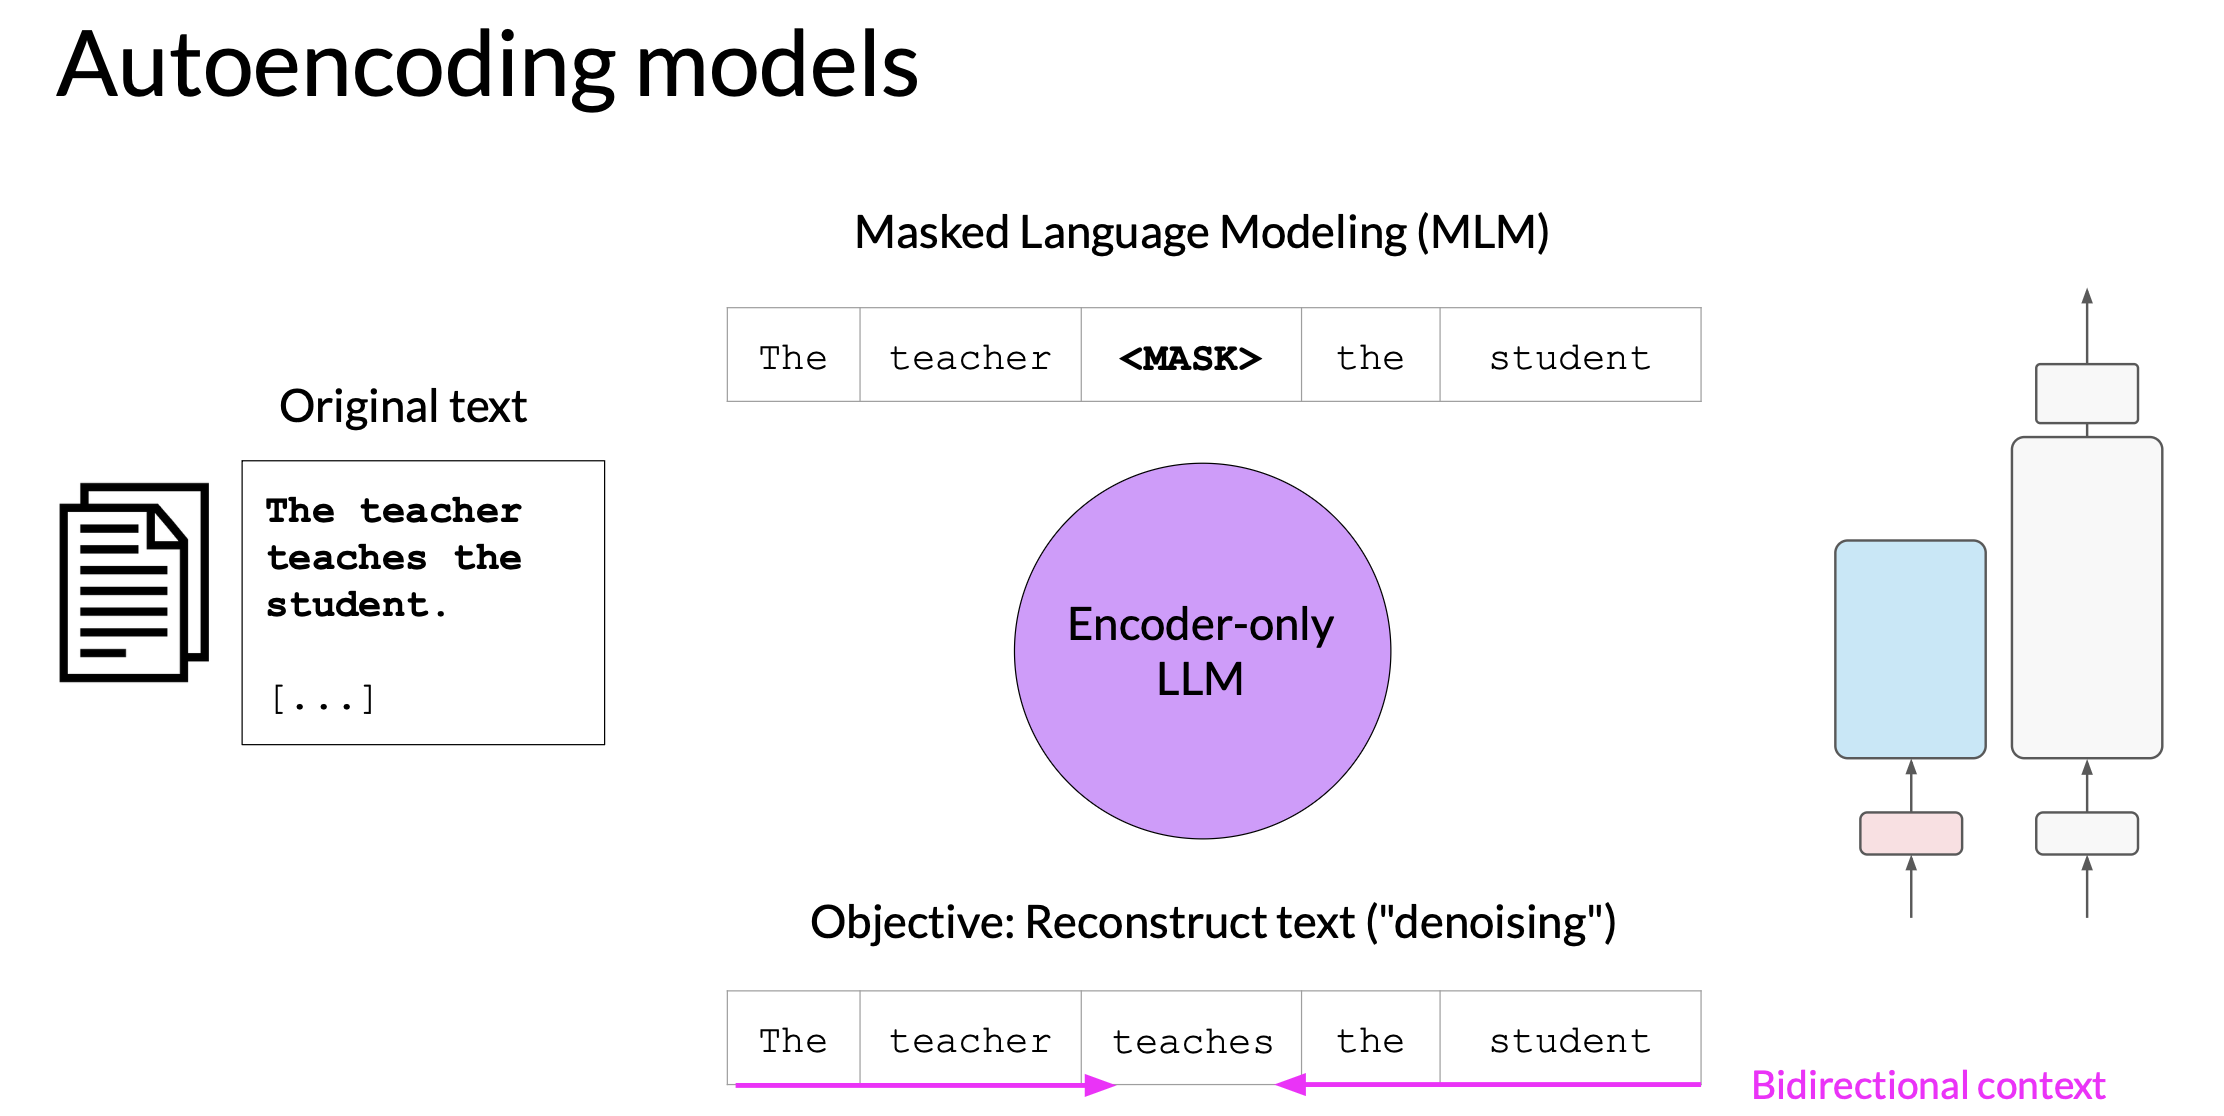 Autoencoding models
Masked Language Modeling (MLM)
The teacher <MASK> the student
Original text
The teacher
teaches the
student.
[...]
Encoder-only
LLM
Objective: Reconstruct text ("denoising")
The teacher teaches the student
Bidirectional context